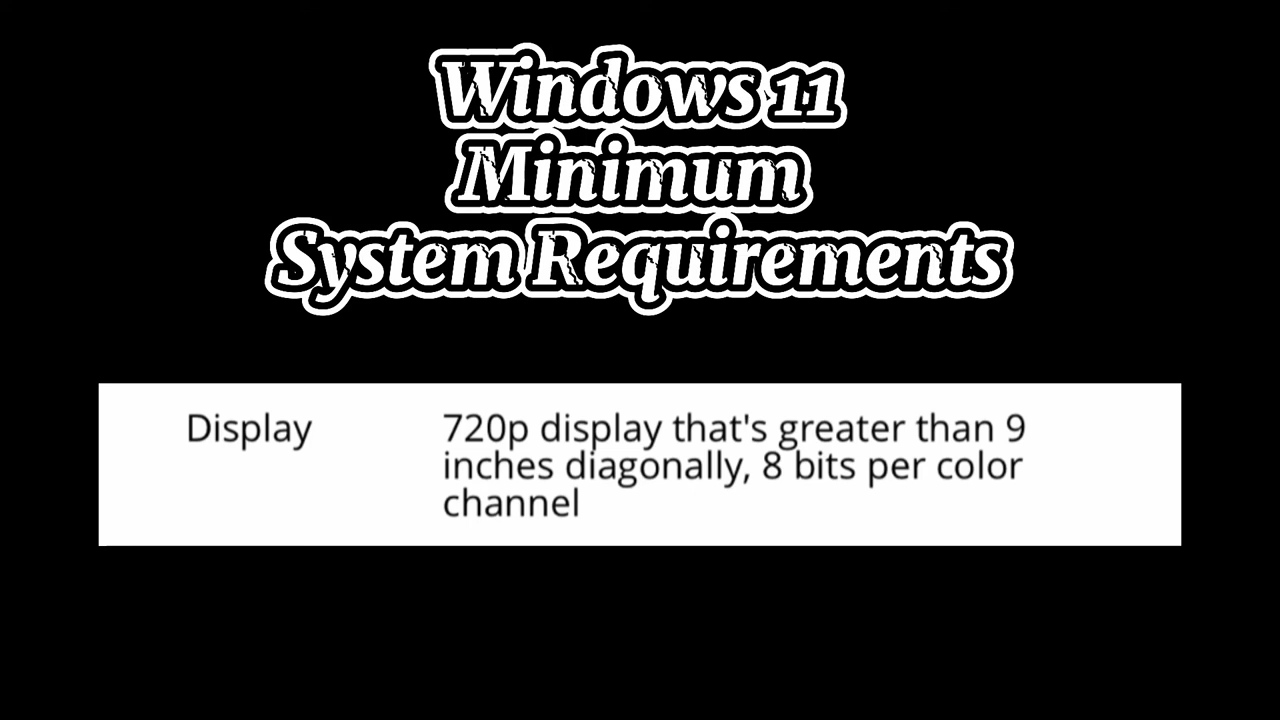 Windows 11
Minimum
System Requirements
Display 720p display that's greater than 9
inches diagonally, 8 bits per color
channel